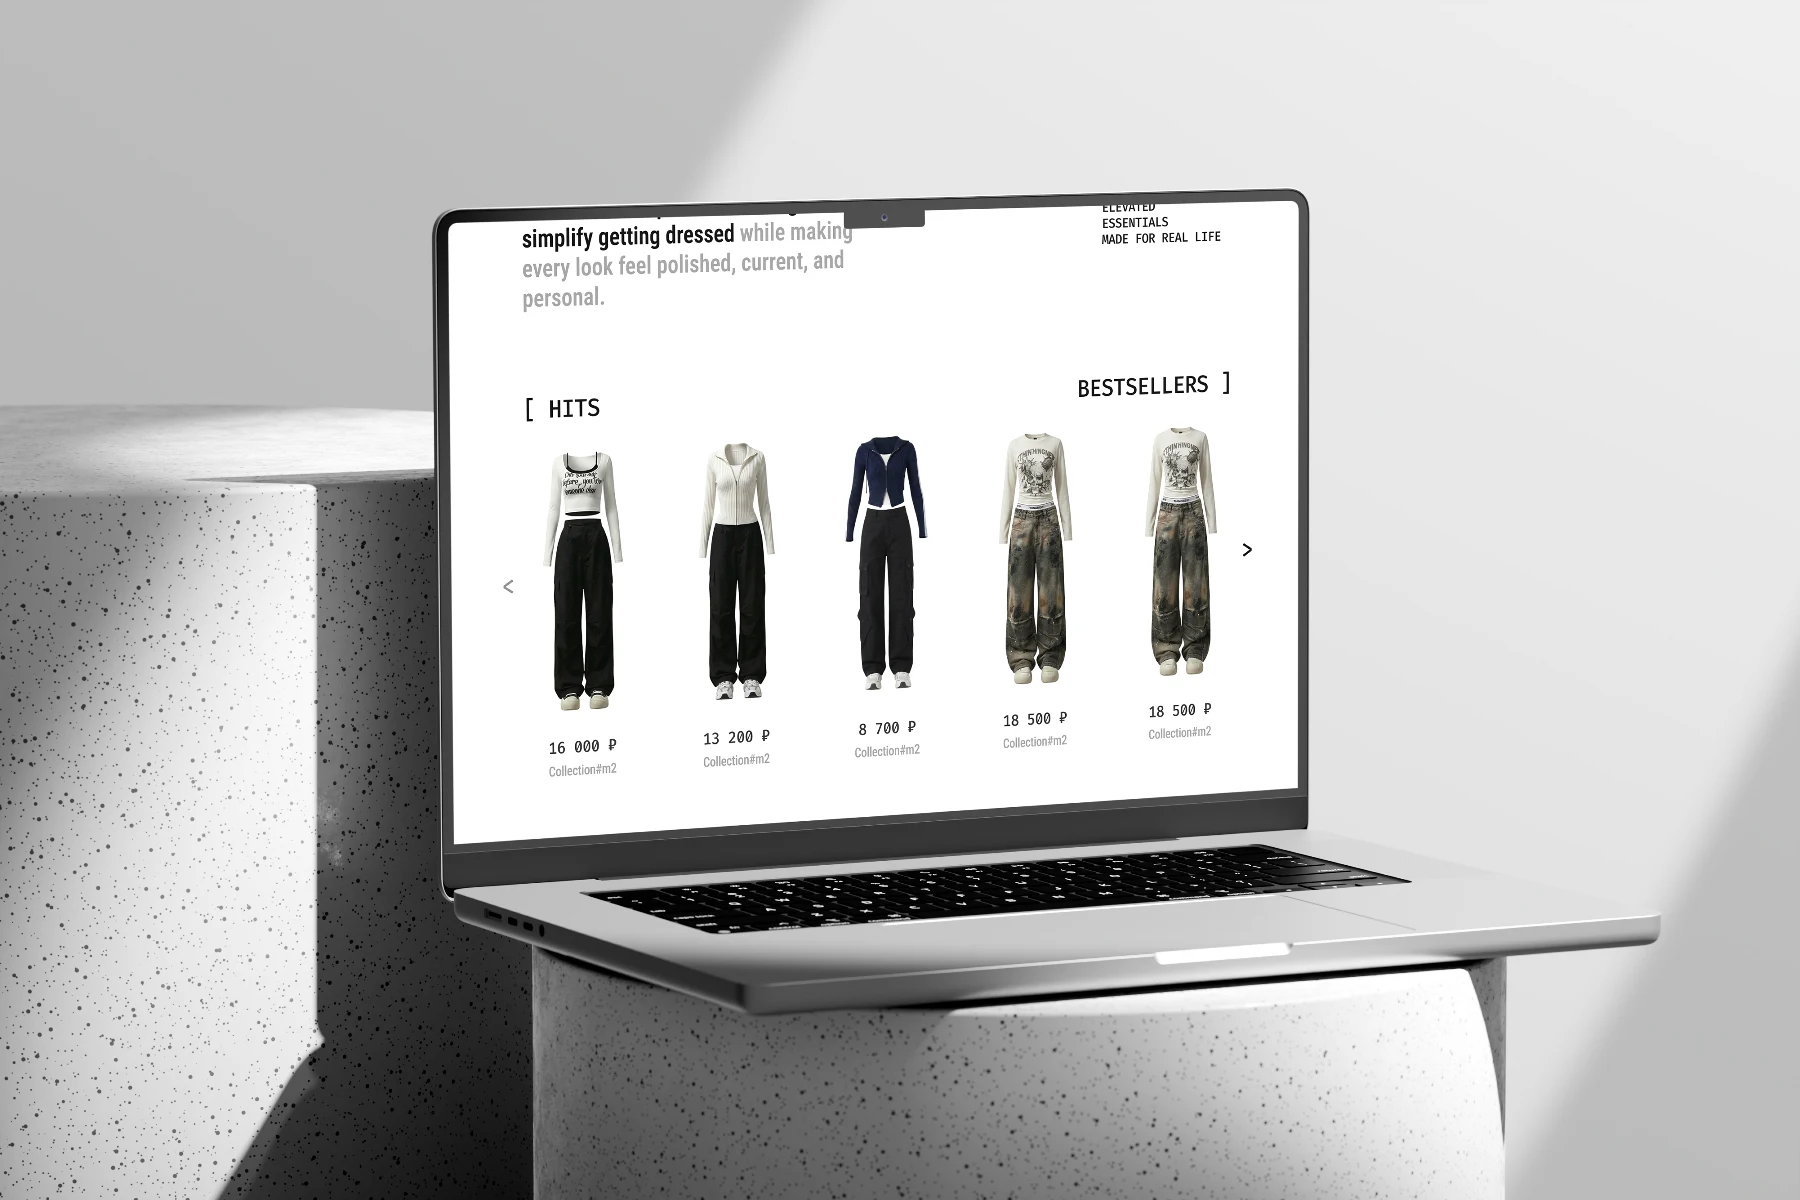 simplify getting dressed while making
every look feel polished, current, and
personal.
ELEVATED
ESSENTIALS
MADE FOR REAL LIFE
[ HITS
BESTSELLERS ]
<
>
16 000 ₽
Collection#m2
13 200 ₽
Collection#m2
8 700 ₽
Collection#m2
18 500 ₽
Collection#m2
18 500 ₽
Collection#m2